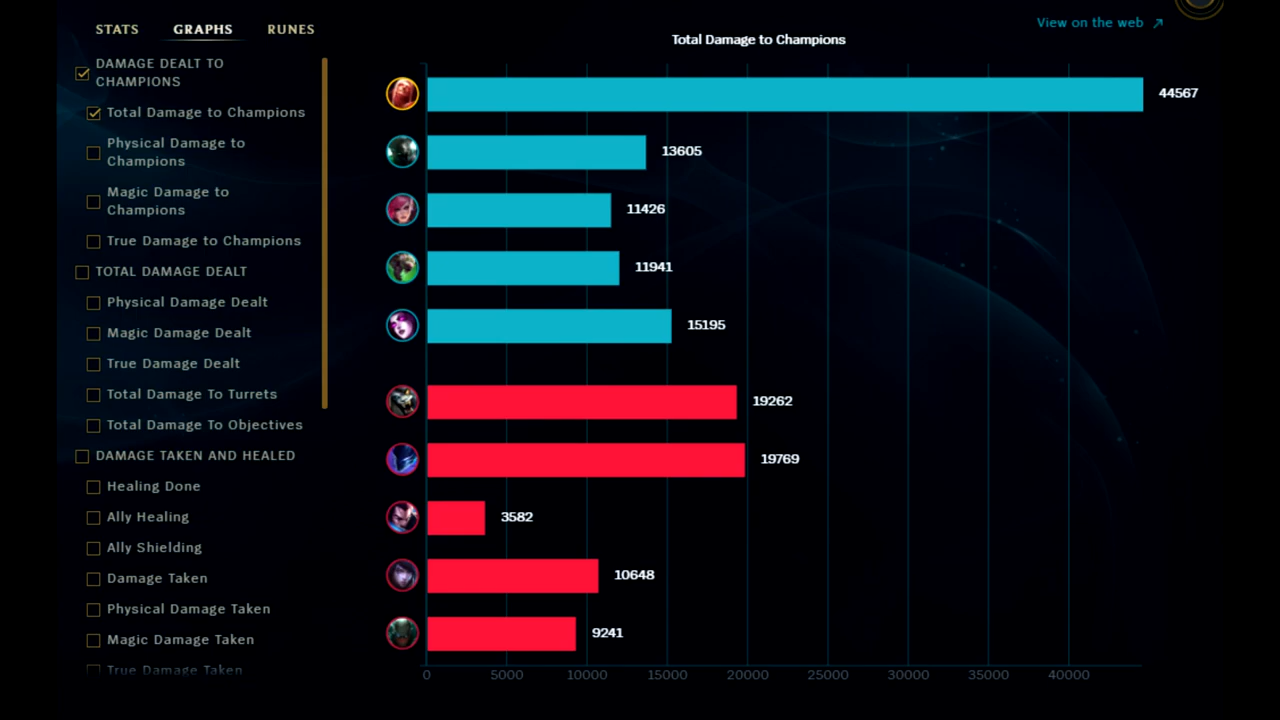 STATS
GRAPHS
RUNES
View on the web
Total Damage to Champions
DAMAGE DEALT TO
CHAMPIONS
Total Damage to Champions
Physical Damage to
Champions
Magic Damage to
Champions
True Damage to Champions
TOTAL DAMAGE DEALT
Physical Damage Dealt
Magic Damage Dealt
True Damage Dealt
Total Damage To Turrets
Total Damage To Objectives
DAMAGE TAKEN AND HEALED
Healing Done
Ally Healing
Ally Shielding
Damage Taken
Physical Damage Taken
Magic Damage Taken
True Damage Taken
44567
13605
11426
11941
15195
19262
19769
3582
10648
9241
0 5000 10000 15000 20000 25000 30000 35000 40000